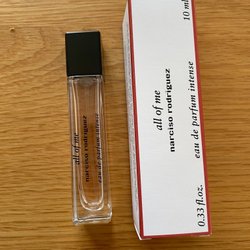 all of me
narciso rodriguez
eau de parfum intense
all of me
narciso rodriguez
eau de parfum intense
10 ml
0.33 fl.oz.